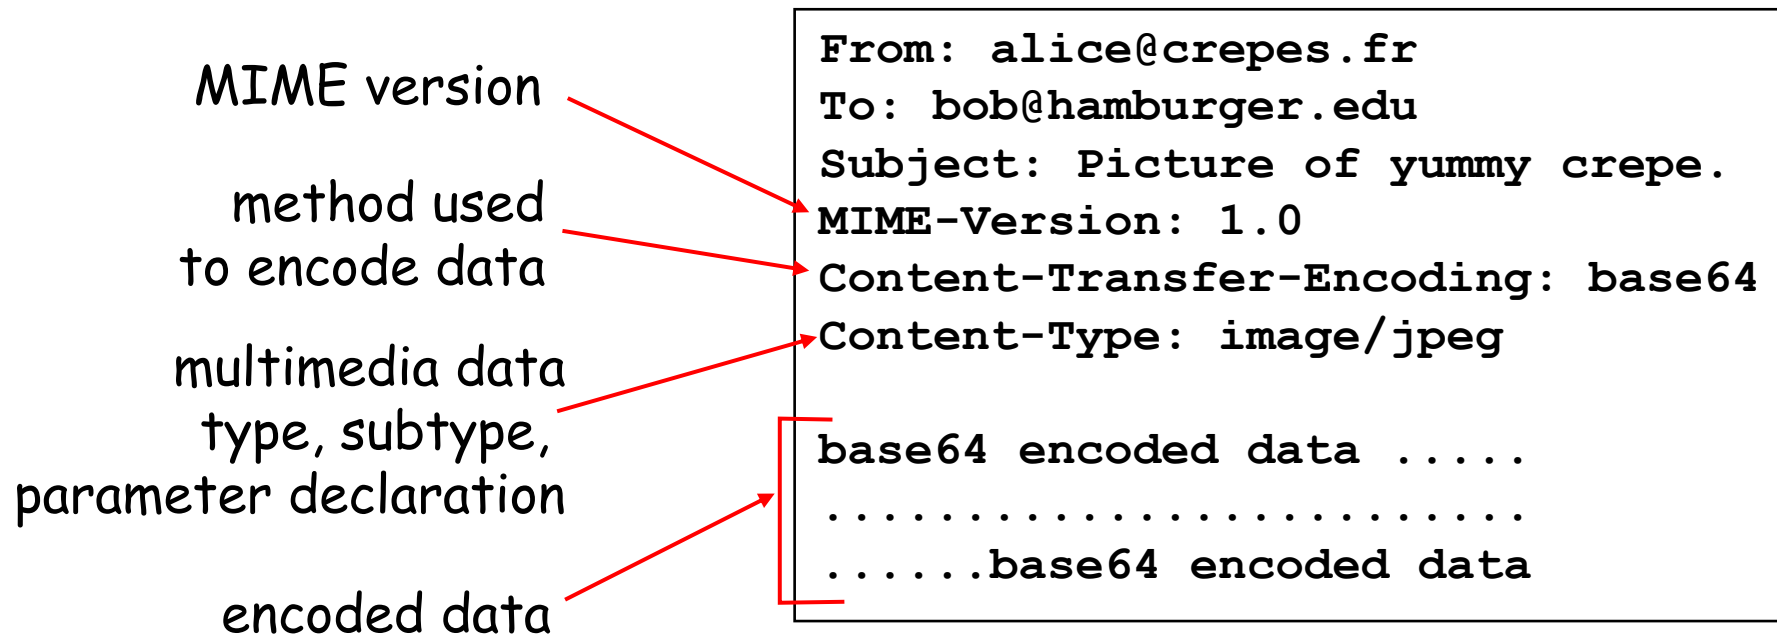 MIME version
method used
to encode data
multimedia data
type, subtype,
parameter declaration
encoded data
From: alice@crepes.fr
To: bob@hamburger.edu
Subject: Picture of yummy crepe.
MIME-Version: 1.0
Content-Transfer-Encoding: base64
Content-Type: image/jpeg
base64 encoded data .....
.........................
......base64 encoded data